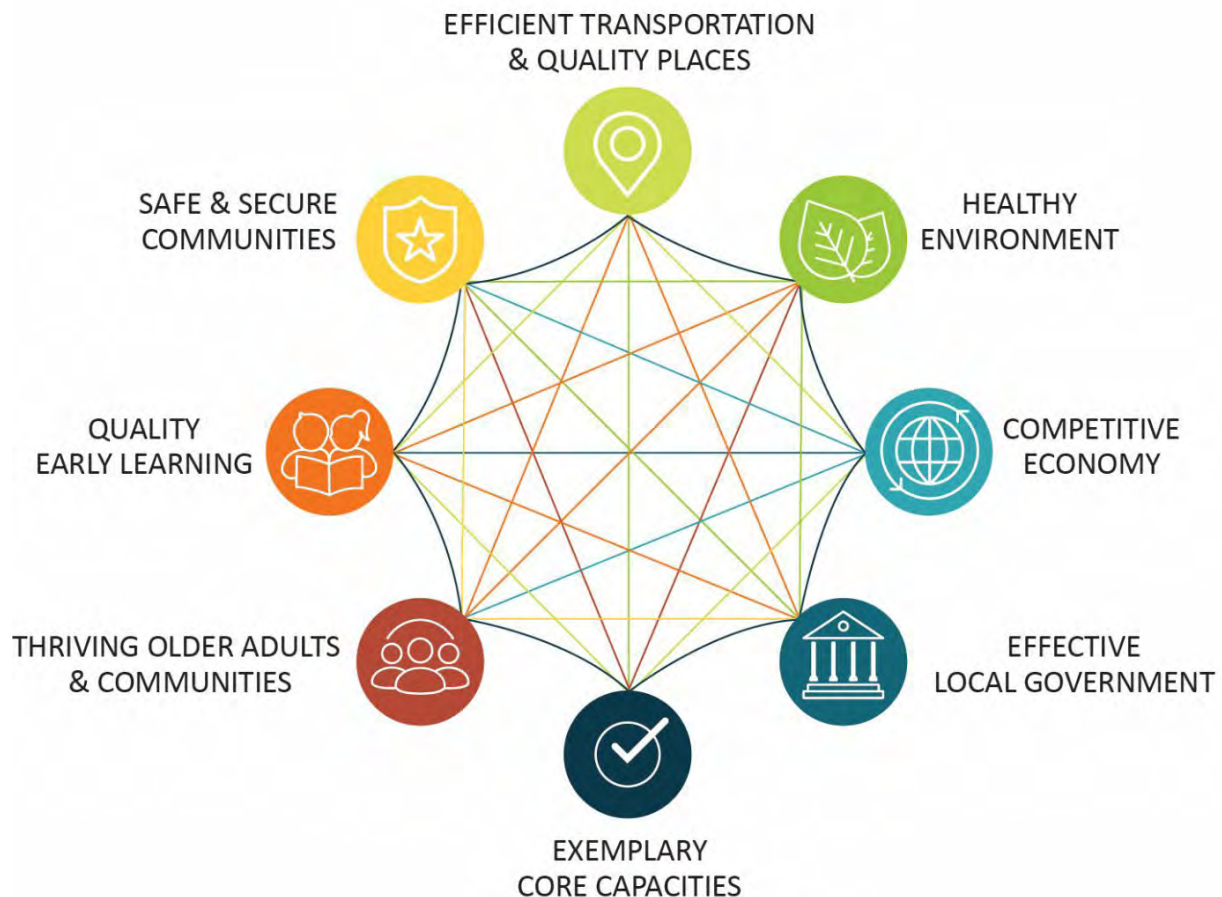 EFFICIENT TRANSPORTATION
& QUALITY PLACES
SAFE & SECURE
COMMUNITIES
HEALTHY
ENVIRONMENT
QUALITY
EARLY LEARNING
COMPETITIVE
ECONOMY
THRIVING OLDER ADULTS
& COMMUNITIES
EFFECTIVE
LOCAL GOVERNMENT
EXEMPLARY
CORE CAPACITIES